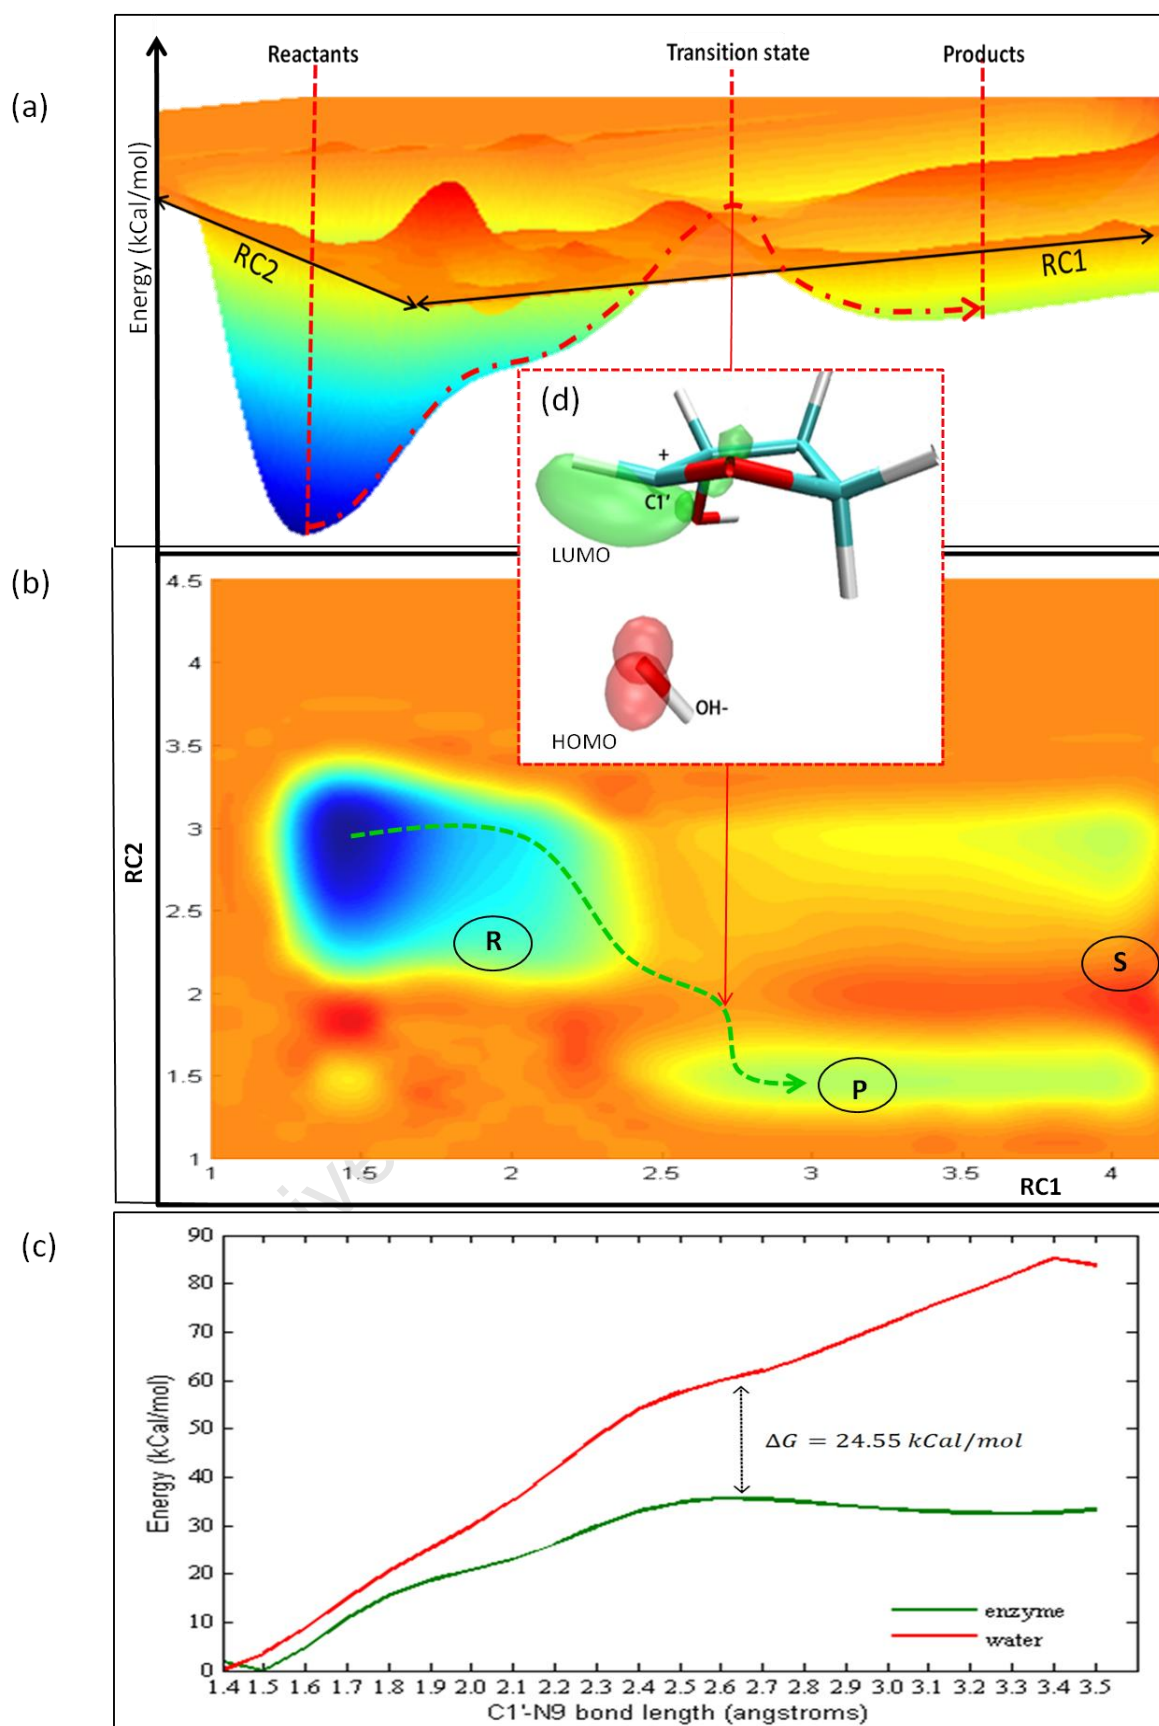 (a)
Reactants
Transition state
Products
Energy (kCal/mol)
RC2
RC1
(d)
+
C1'
LUMO
OH-
HOMO
(b)
4.5
4
3.5
3
2.5
2
1.5
1
RC2
R
S
P
1 1.5 2 2.5 3 3.5 4
RC1
ive
(c)
90
80
70
60
50
40
30
20
10
0
Energy (kCal/mol)
ΔG = 24.55 kCal/mol
enzyme
water
1.4 1.5 1.6 1.7 1.8 1.9 2.0 2.1 2.2 2.3 2.4 2.5 2.6 2.7 2.8 2.9 3.0 3.1 3.2 3.3 3.4 3.5
C1'-N9 bond length (angstroms)